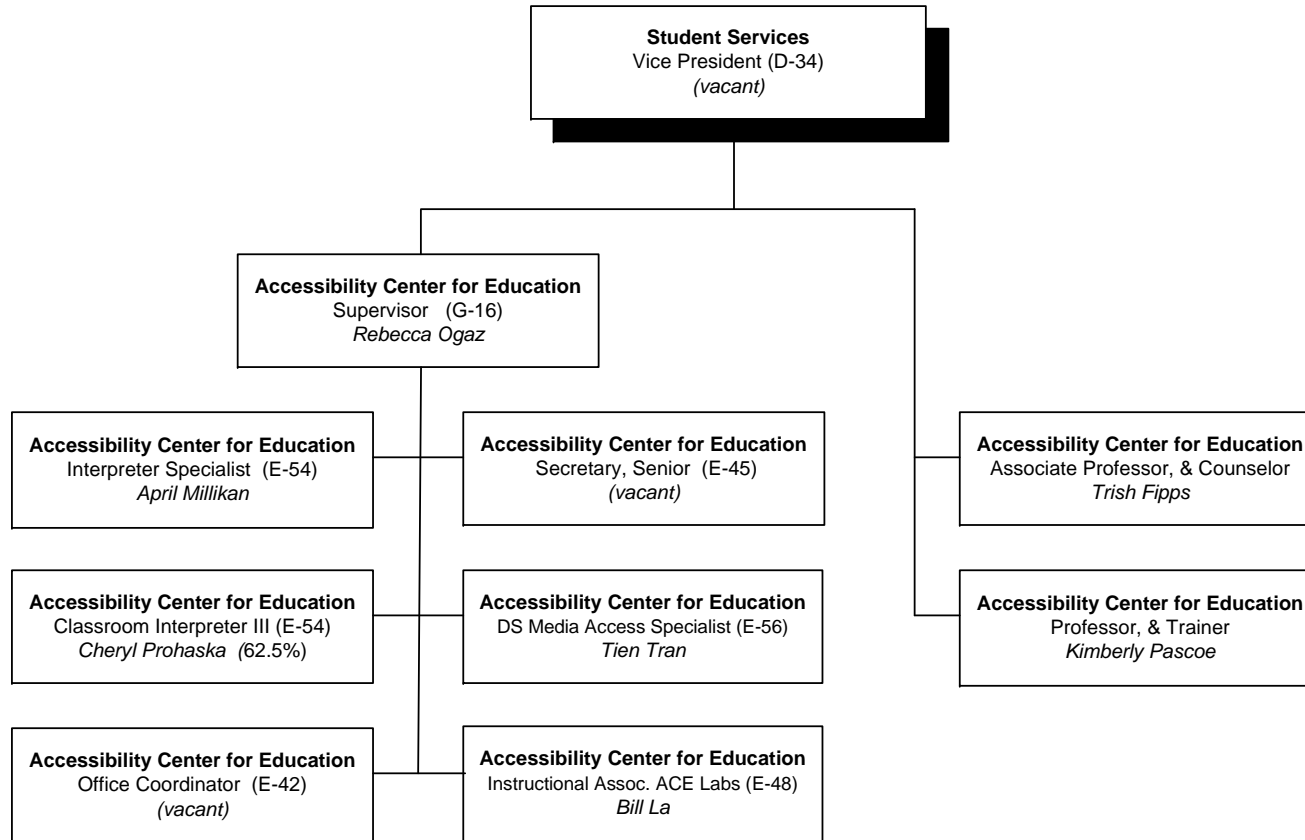 Student Services
Vice President (D-34)
(vacant)
Accessibility Center for Education
Supervisor (G-16)
Rebecca Ogaz
Accessibility Center for Education
Interpreter Specialist (E-54)
April Millikan
Accessibility Center for Education
Secretary, Senior (E-45)
(vacant)
Accessibility Center for Education
Associate Professor, & Counselor
Trish Fipps
Accessibility Center for Education
Classroom Interpreter III (E-54)
Cheryl Prohaska (62.5%)
Accessibility Center for Education
DS Media Access Specialist (E-56)
Tien Tran
Accessibility Center for Education
Professor, & Trainer
Kimberly Pascoe
Accessibility Center for Education
Office Coordinator (E-42)
(vacant)
Accessibility Center for Education
Instructional Assoc. ACE Labs (E-48)
Bill La